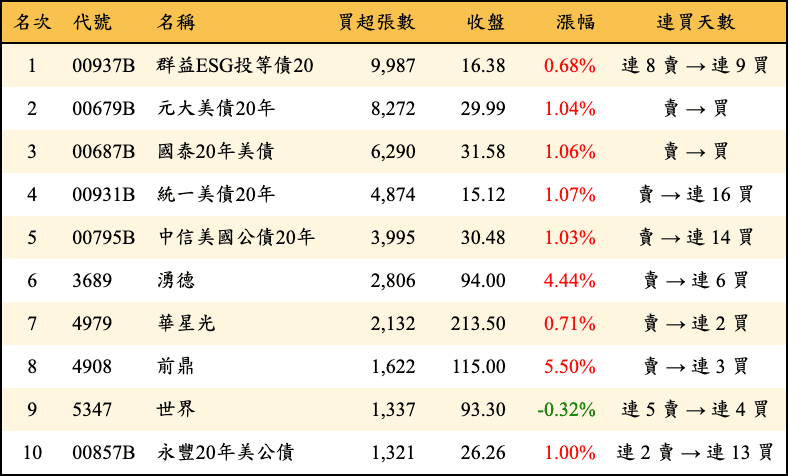 名次 代號 名稱 買超張數 收盤 漲幅 連買天數
1 00937B 群益ESG投等債20 9,987 16.38 0.68% 連 8 賣 → 連 9 買
2 00679B 元大美債20年 8,272 29.99 1.04% 賣 → 買
3 00687B 國泰20年美債 6,290 31.58 1.06% 賣 → 買
4 00931B 統一美債20年 4,874 15.12 1.07% 賣 → 連 16 買
5 00795B 中信美國公債20年 3,995 30.48 1.03% 賣 → 連 14 買
6 3689 湧德 2,806 94.00 4.44% 賣 → 連 6 買
7 4979 華星光 2,132 213.50 0.71% 賣 → 連 2 買
8 4908 前鼎 1,622 115.00 5.50% 賣 → 連 3 買
9 5347 世界 1,337 93.30 -0.32% 連 5 賣 → 連 4 買
10 00857B 永豐20年美公債 1,321 26.26 1.00% 連 2 賣 → 連 13 買